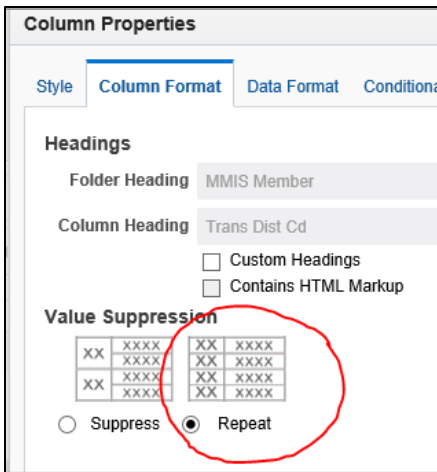 Column Properties
Style Column Format Data Format Conditiona
Headings
Folder Heading MMIS Member
Column Heading Trans Dist Cd
Custom Headings
Contains HTML Markup
Value Suppression
XX XXXX XX XXXX
XXXX XX XXXX
XX XXXX XX XXXX
XXXX XX XXXX
Suppress Repeat